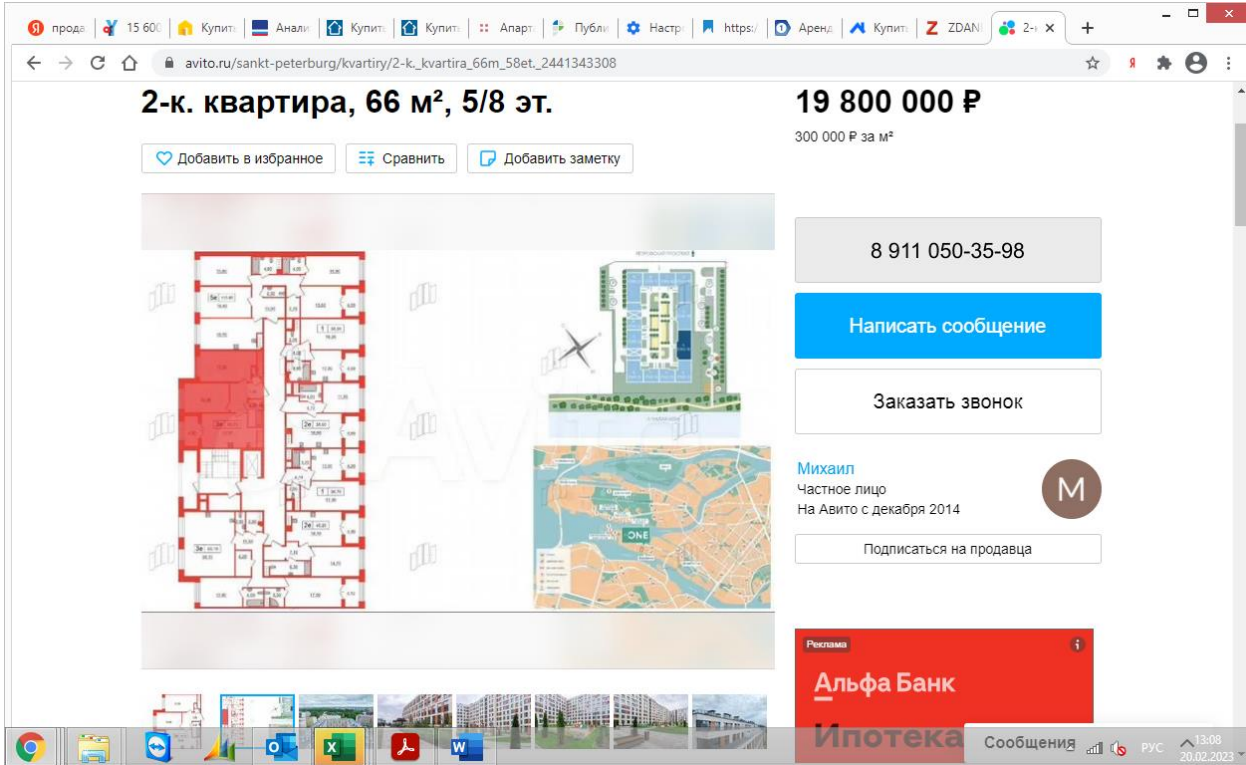 прода
15 600
Купить
Анали
Купить
Купить
Апарт
Публи
Настр
https:/
Аренд
Купить
ZDAN
2-к
avito.ru/sankt-peterburg/kvartiry/2-k._kvartira_66m_58et._2441343308
2-к. квартира, 66 м², 5/8 эт.
19 800 000 ₽
300 000 ₽ за м²
Добавить в избранное
Сравнить
Добавить заметку
8 911 050-35-98
Написать сообщение
Заказать звонок
Михаил
Частное лицо
На Авито с декабря 2014
М
Подписаться на продавца
ONE
Avito
Реклама
Альфа Банк
Ипотека
Сообщения
РУС
13:08
20.02.2023